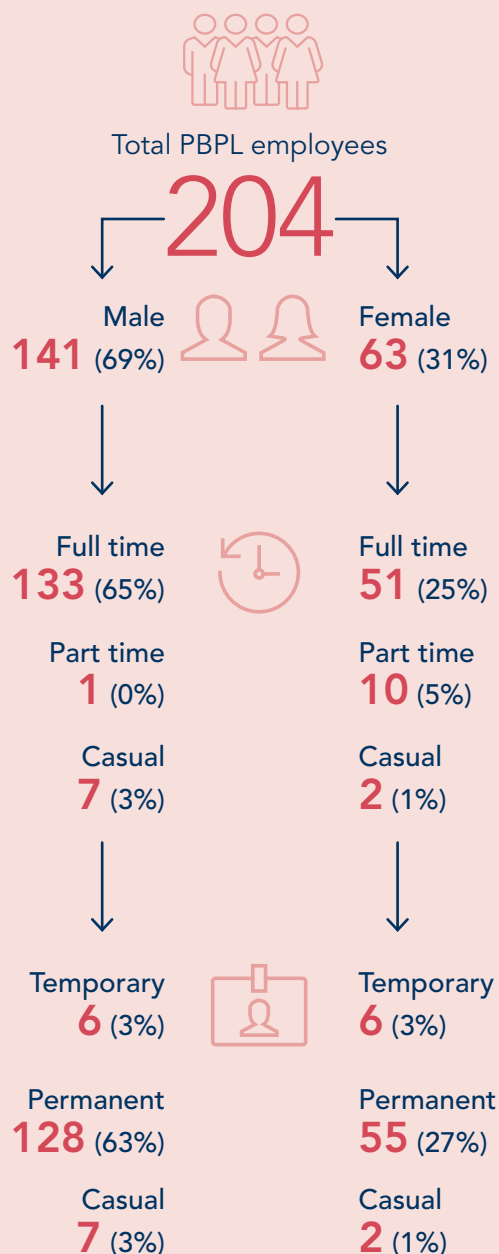 Total PBPL employees
204
Male
141 (69%)
Female
63 (31%)
Full time
133 (65%)
Full time
51 (25%)
Part time
1 (0%)
Part time
10 (5%)
Casual
7 (3%)
Casual
2 (1%)
Temporary
6 (3%)
Temporary
6 (3%)
Permanent
128 (63%)
Permanent
55 (27%)
Casual
7 (3%)
Casual
2 (1%)